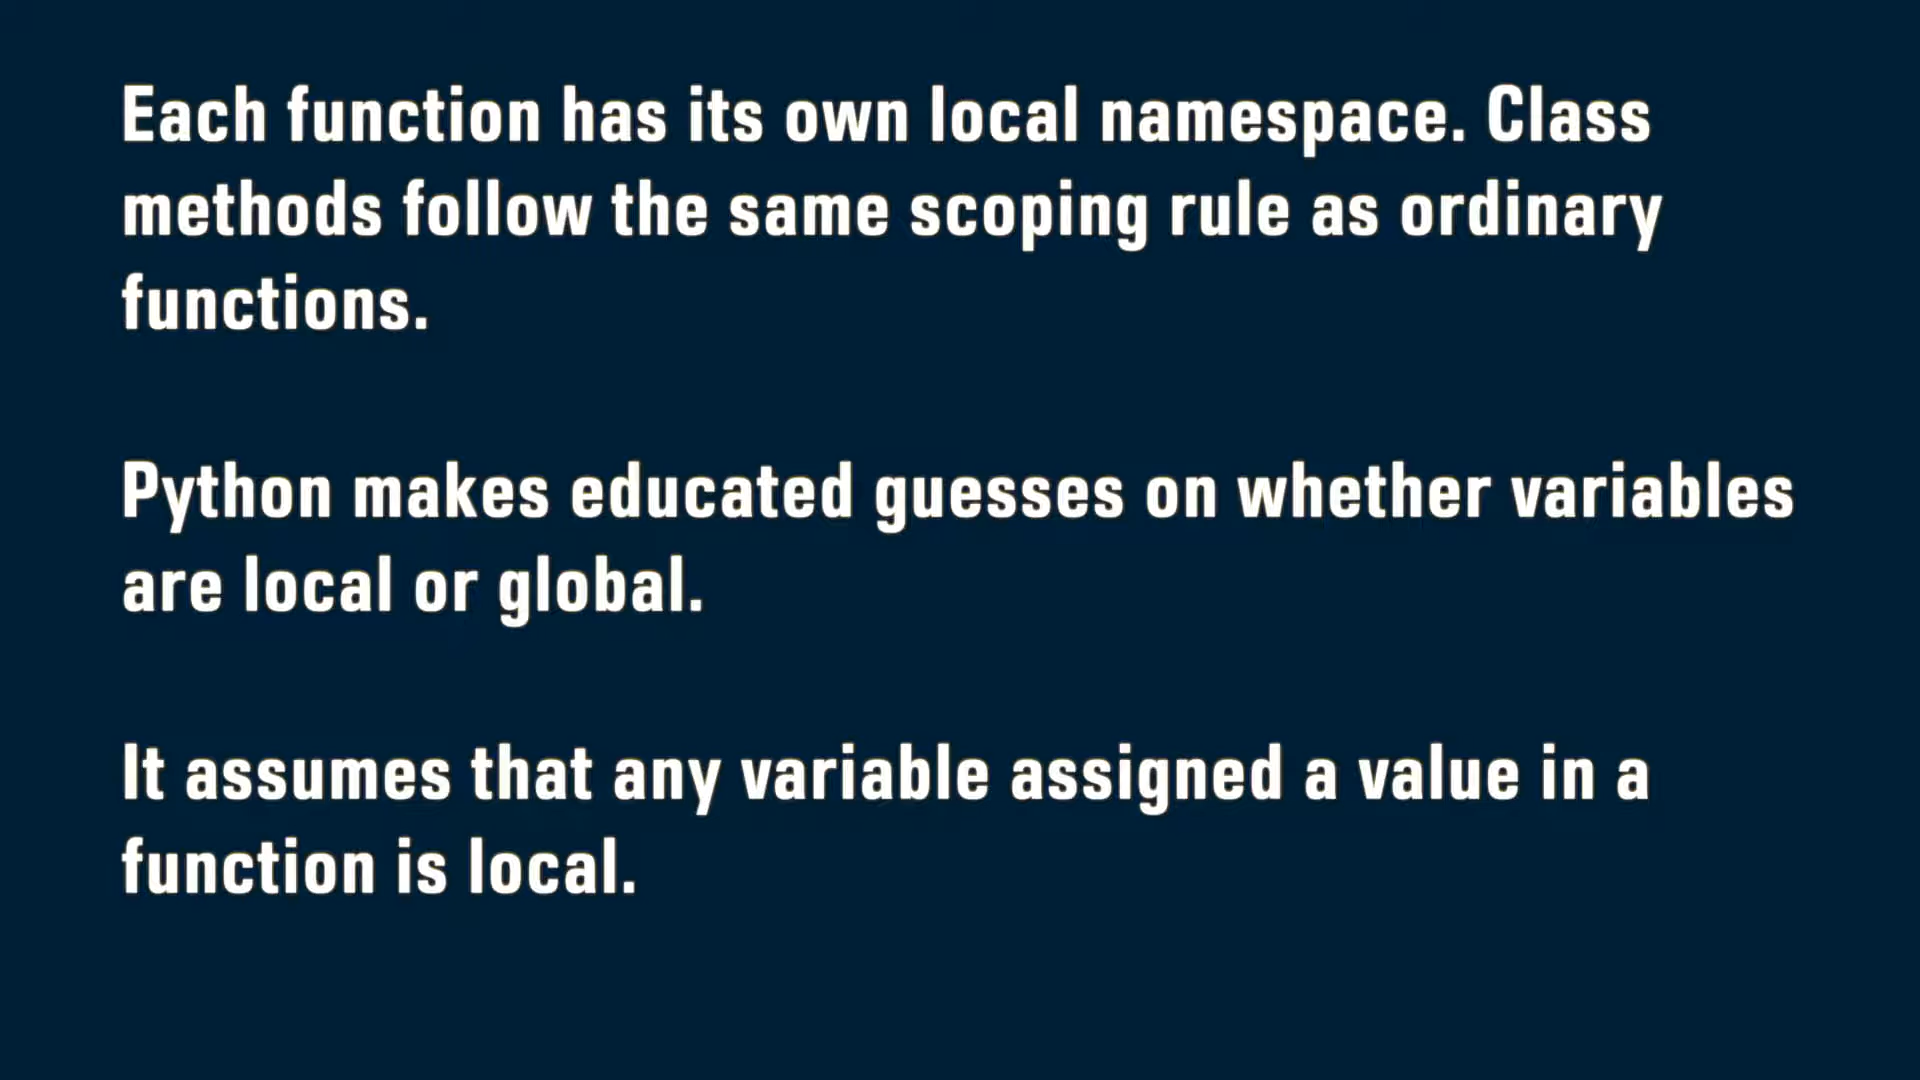 Each function has its own local namespace. Class
methods follow the same scoping rule as ordinary
functions.
Python makes educated guesses on whether variables
are local or global.
It assumes that any variable assigned a value in a
function is local.